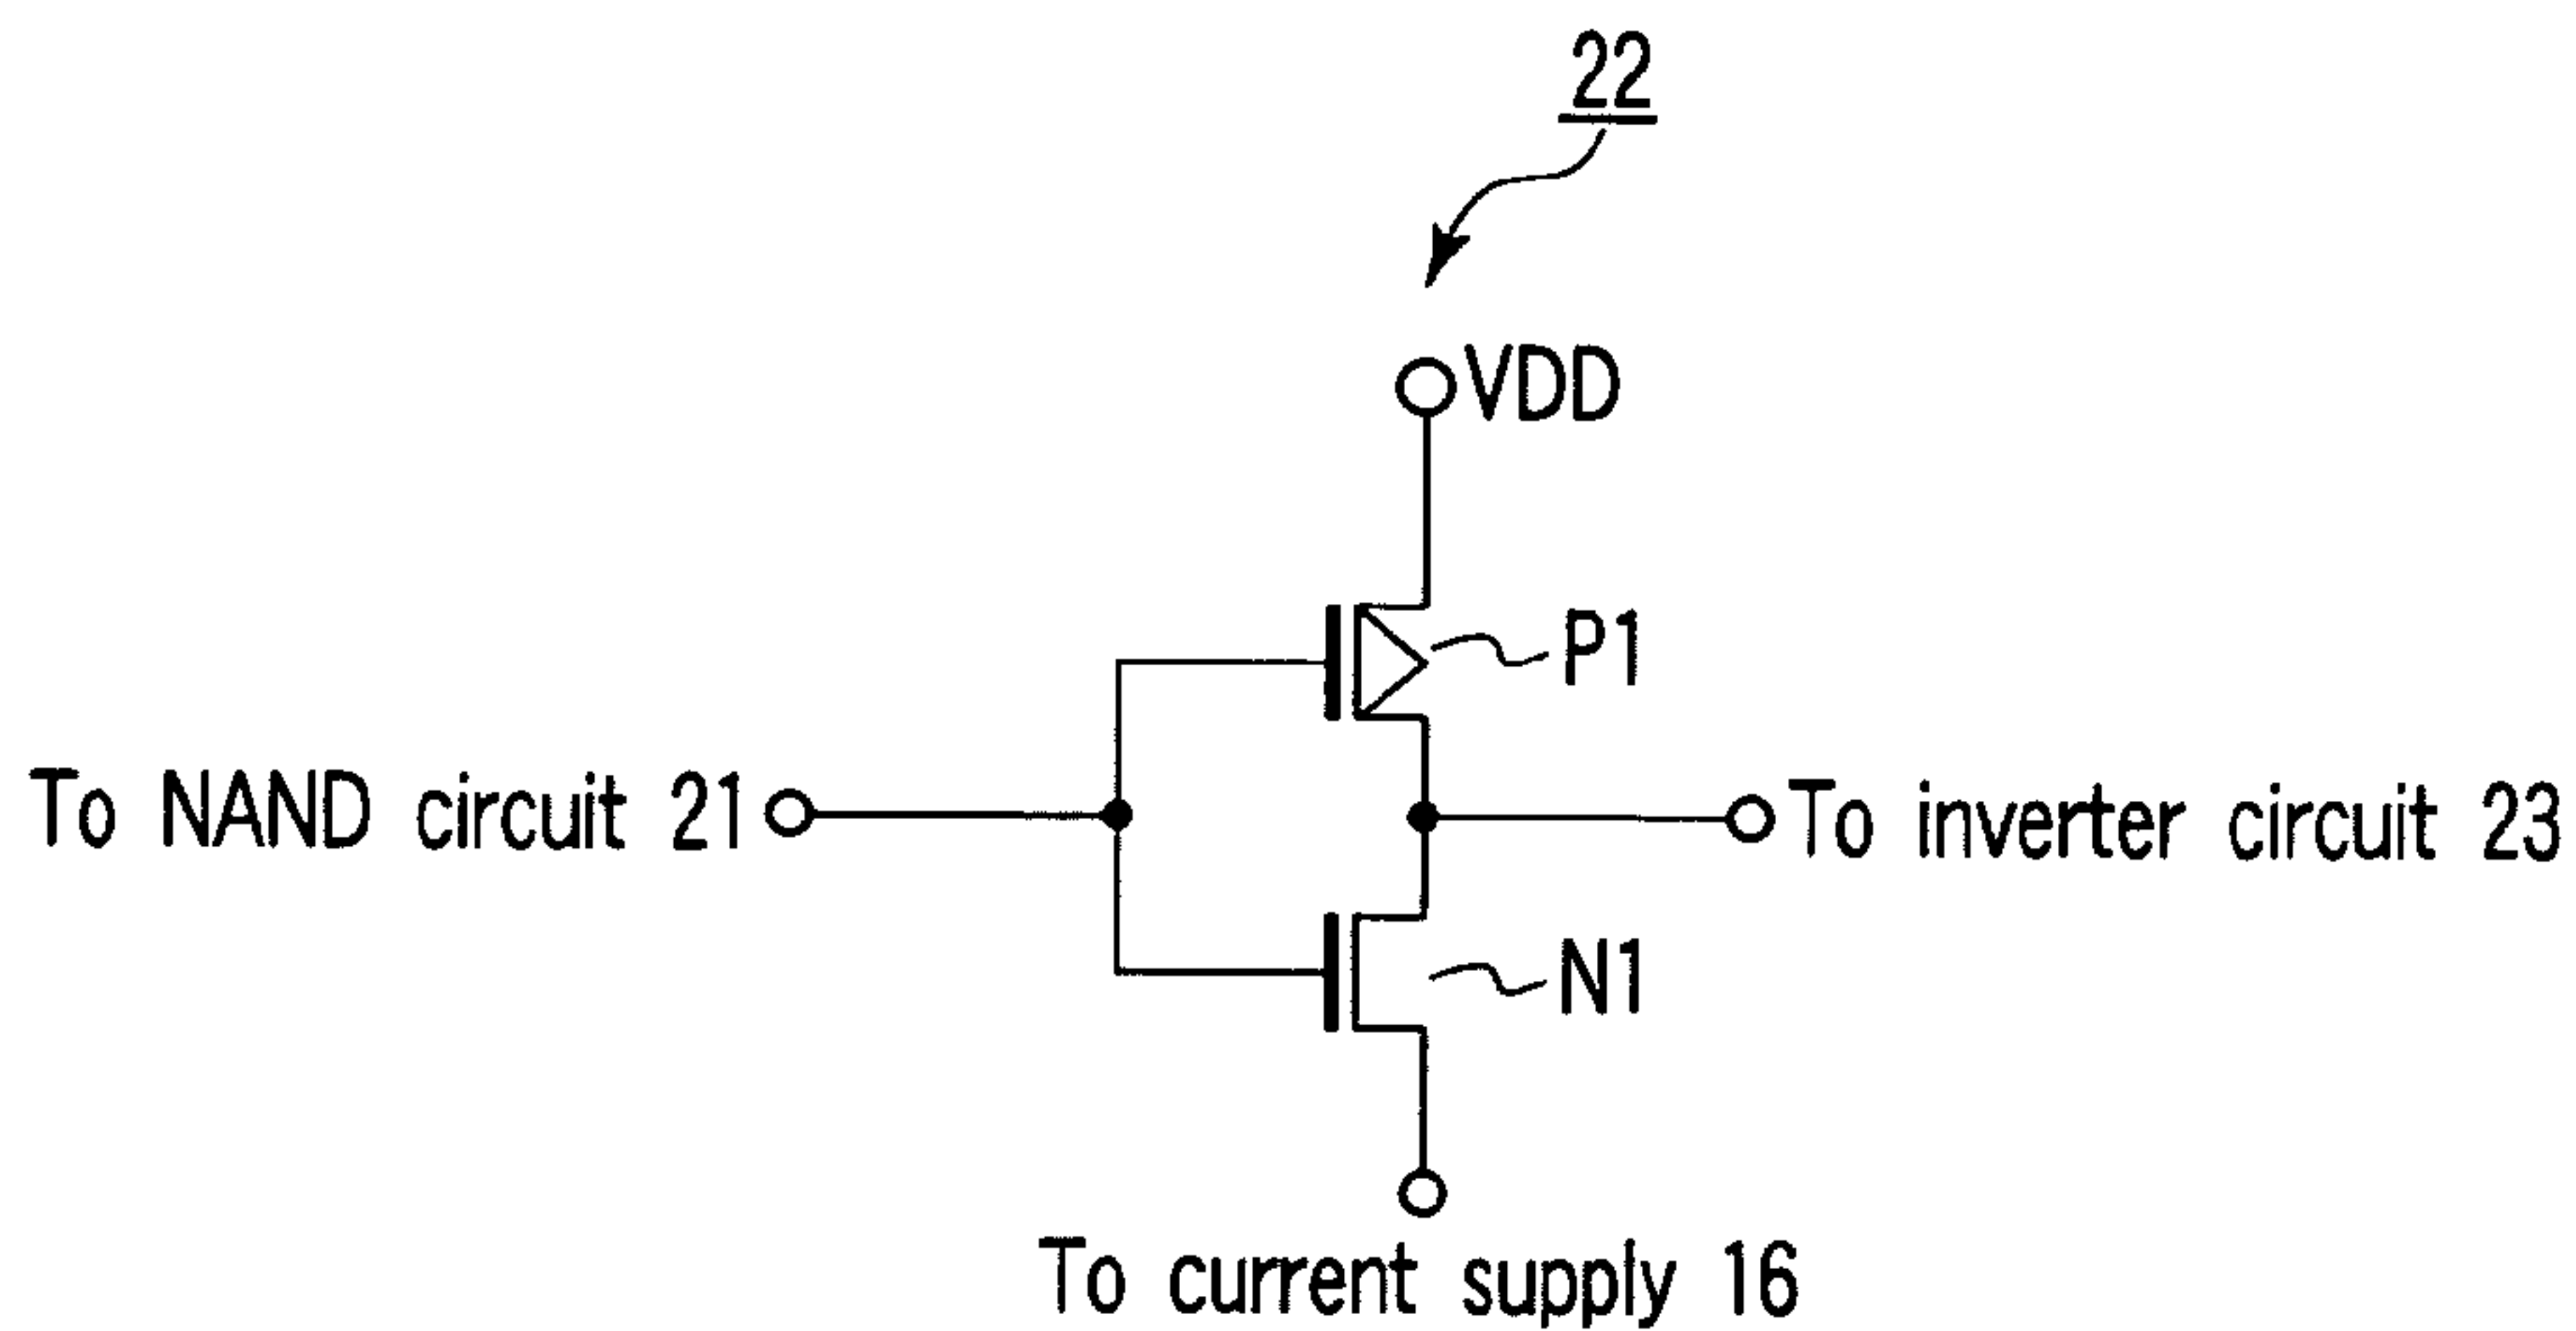 22
VDD
P1
To NAND circuit 21
To inverter circuit 23
N1
To current supply 16